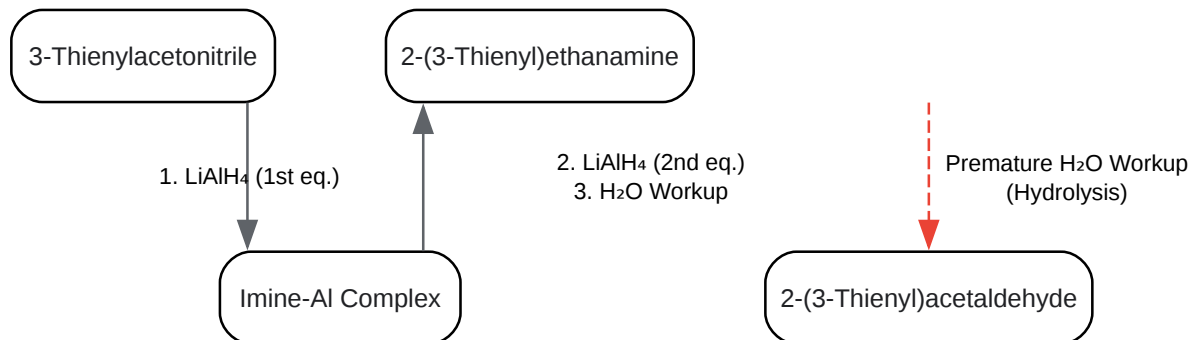 3-Thienylacetonitrile
2-(3-Thienyl)ethanamine
1. LiAlH₄ (1st eq.)
2. LiAlH₄ (2nd eq.)
3. H₂O Workup
Premature H₂O Workup
(Hydrolysis)
Imine-Al Complex
2-(3-Thienyl)acetaldehyde